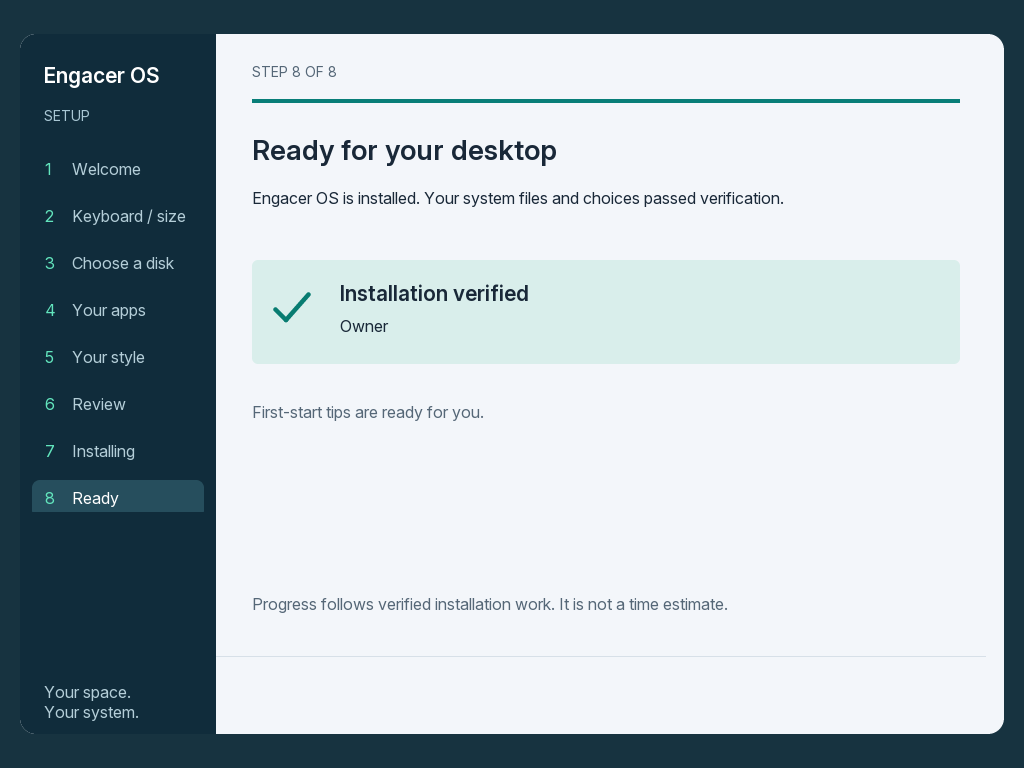 Engacer OS
SETUP
1 Welcome
2 Keyboard / size
3 Choose a disk
4 Your apps
5 Your style
6 Review
7 Installing
8 Ready
Your space.
Your system.
STEP 8 OF 8
Ready for your desktop
Engacer OS is installed. Your system files and choices passed verification.
Installation verified
Owner
First-start tips are ready for you.
Progress follows verified installation work. It is not a time estimate.